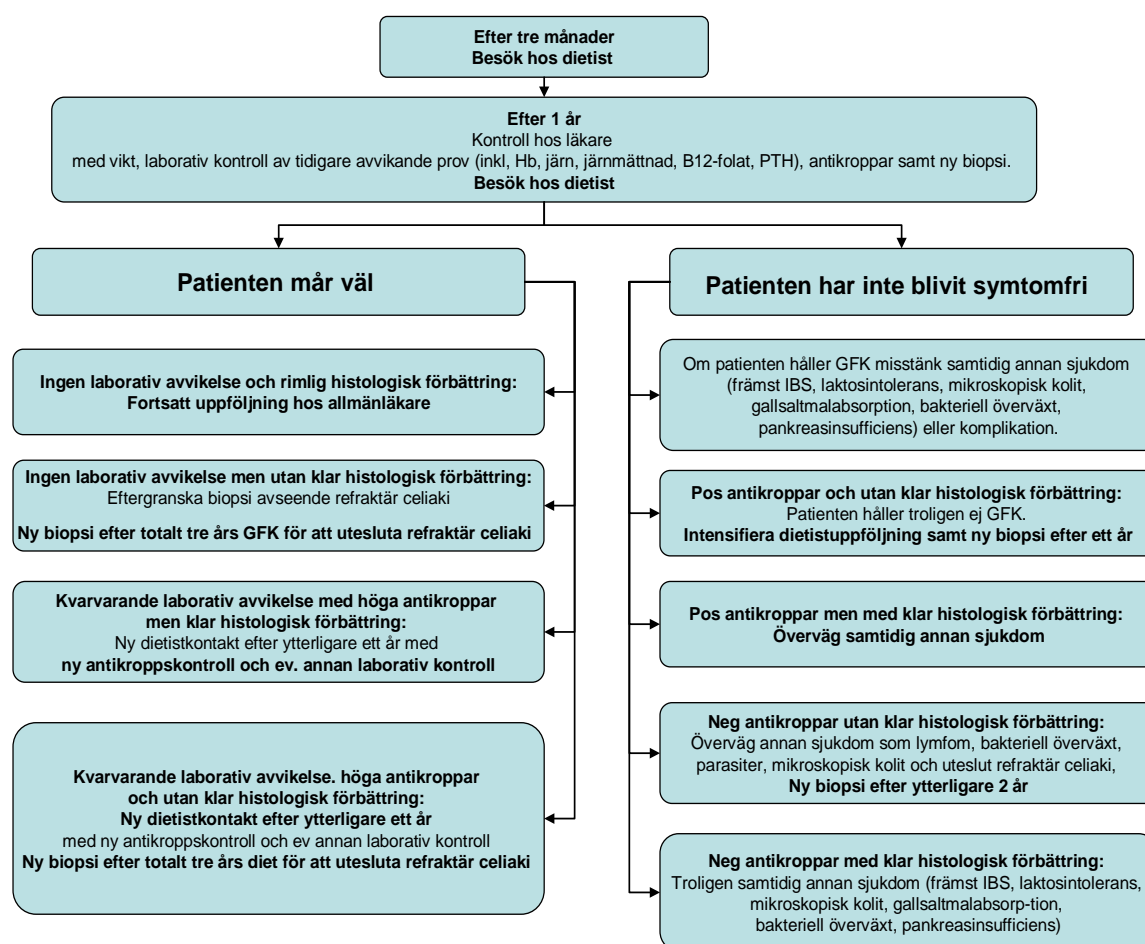 Efter tre månader
Besök hos dietist
Efter 1 år
Kontroll hos läkare
med vikt, laborativ kontroll av tidigare avvikande prov (inkl, Hb, järn, järnmättnad, B12-folat, PTH), antikroppar samt ny biopsi.
Besök hos dietist
Patienten mår väl
Ingen laborativ avvikelse och rimlig histologisk förbättring:
Fortsatt uppföljning hos allmänläkare
Ingen laborativ avvikelse men utan klar histologisk förbättring:
Eftergranska biopsi avseende refraktär celiaki
Ny biopsi efter totalt tre års GFK för att utesluta refraktär celiaki
Kvarvarande laborativ avvikelse med höga antikroppar
men klar histologisk förbättring:
Ny dietistkontakt efter ytterligare ett år med
ny antikroppskontroll och ev. annan laborativ kontroll
Kvarvarande laborativ avvikelse. höga antikroppar
och utan klar histologisk förbättring:
Ny dietistkontakt efter ytterligare ett år
med ny antikroppskontroll och ev annan laborativ kontroll
Ny biopsi efter totalt tre års diet för att utesluta refraktär celiaki
Patienten har inte blivit symtomfri
Om patienten håller GFK misstänk samtidig annan sjukdom
(främst IBS, laktosintolerans, mikroskopisk kolit,
gallsaltmalabsorption, bakteriell överväxt,
pankreasinsufficiens) eller komplikation.
Pos antikroppar och utan klar histologisk förbättring:
Patienten håller troligen ej GFK.
Intensifiera dietistuppföljning samt ny biopsi efter ett år
Pos antikroppar men med klar histologisk förbättring:
Överväg samtidig annan sjukdom
Neg antikroppar utan klar histologisk förbättring:
Överväg annan sjukdom som lymfom, bakteriell överväxt,
parasiter, mikroskopisk kolit och uteslut refraktär celiaki,
Ny biopsi efter ytterligare 2 år
Neg antikroppar med klar histologisk förbättring:
Troligen samtidig annan sjukdom (främst IBS, laktosintolerans,
mikroskopisk kolit, gallsaltmalabsorp-tion,
bakteriell överväxt, pankreasinsufficiens)